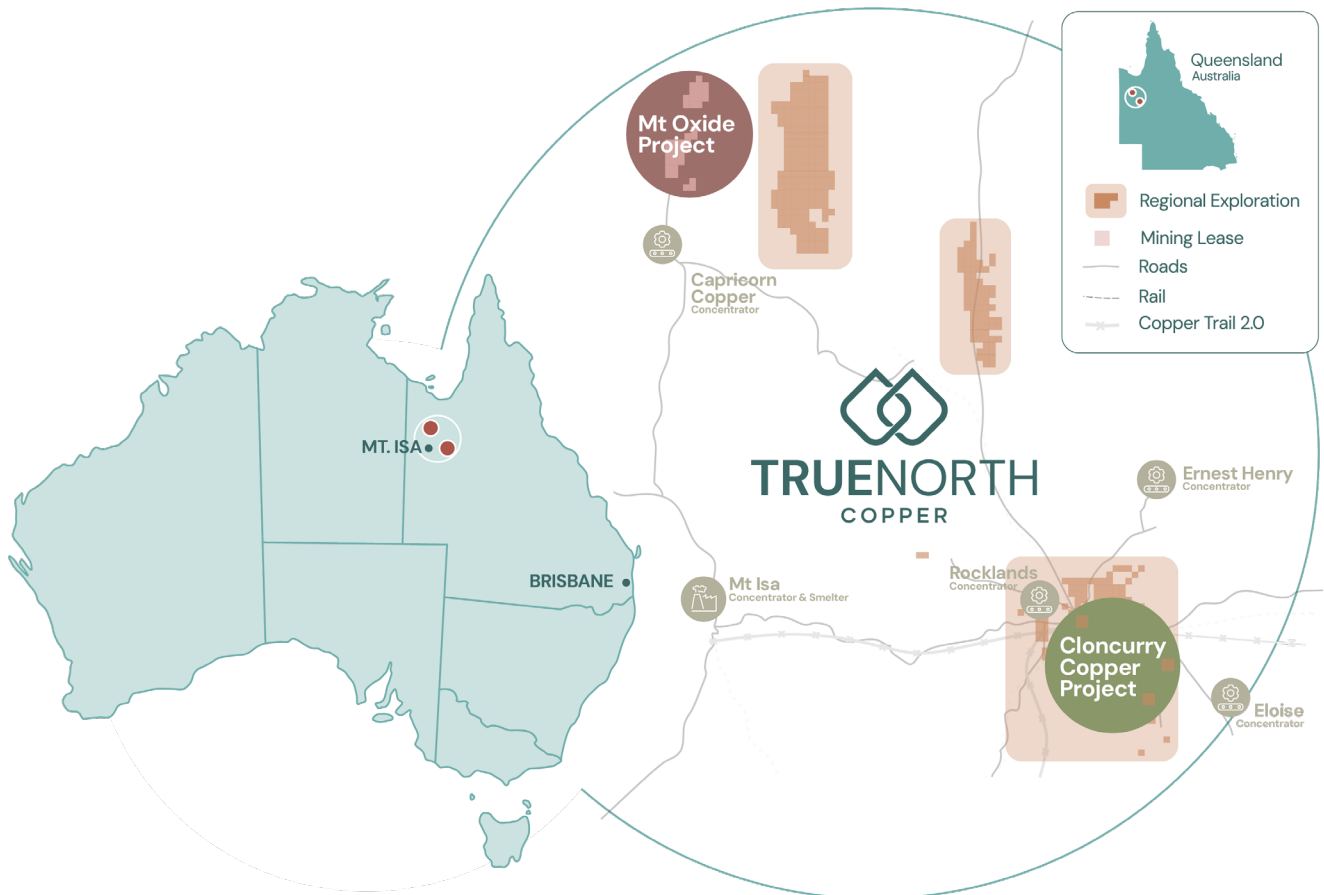 Queensland
Australia
Regional Exploration
Mining Lease
Roads
Rail
Copper Trail 2.0
Mt Oxide
Project
Capricorn
Copper
Concentrator
TRUENORTH
COPPER
MT. ISA
BRISBANE
Ernest Henry
Concentrator
Rocklands
Concentrator
Mt Isa
Concentrator & Smelter
Cloncurry
Copper
Project
Eloise
Concentrator